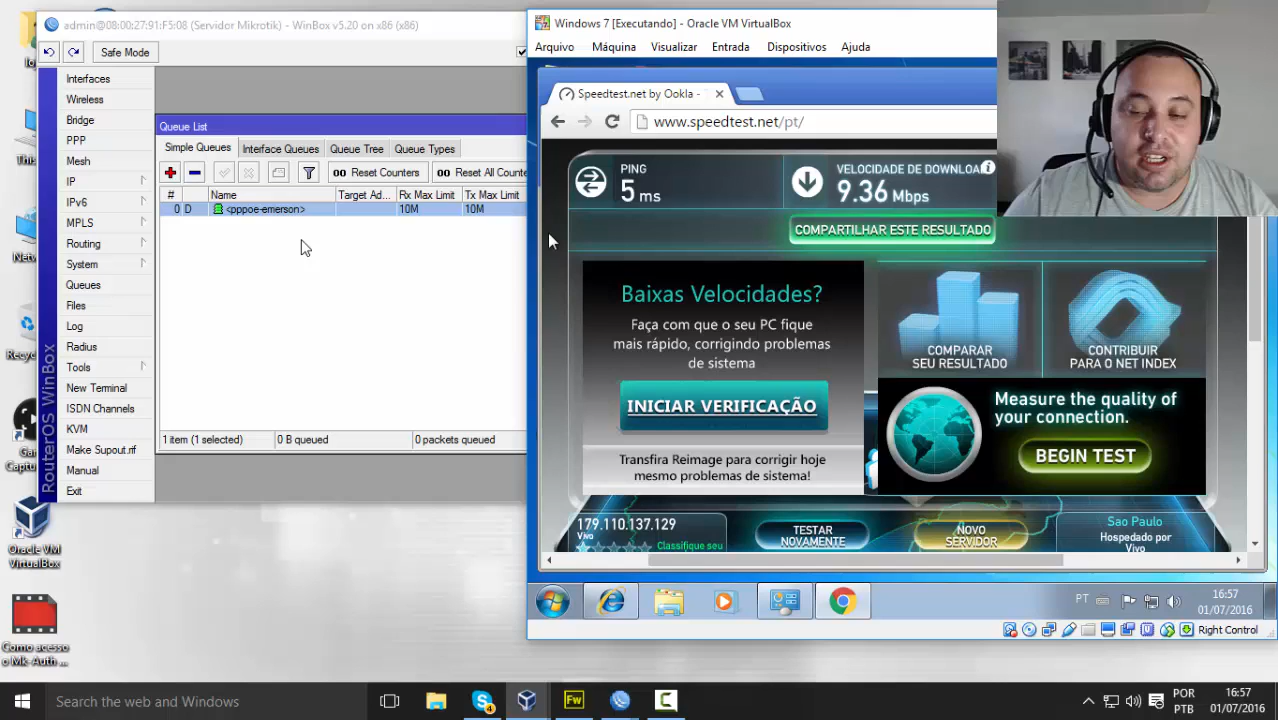 admin@08:00:27:91:F5:08 (Servidor Mikrotik) - WinBox v5.20 on x86 (x86)
Safe Mode
Interfaces
Wireless
Bridge
PPP
Mesh
IP
IPv6
MPLS
Routing
System
Queues
Files
Log
Radius
Tools
New Terminal
ISDN Channels
KVM
Make Supout.rif
Manual
Exit
RouterOS WinBox
Queue List
Simple Queues
Interface Queues
Queue Tree
Queue Types
00 Reset Counters
00 Reset All Counte
# Name Target Ad... Rx Max Limit Tx Max Limit
0 D <pppoe-emerson> 10M 10M
1 item (1 selected) 0 B queued 0 packets queued
Windows 7 [Executando] - Oracle VM VirtualBox
Arquivo Máquina Visualizar Entrada Dispositivos Ajuda
Speedtest.net by Ookla -
www.speedtest.net/pt/
PING
5 ms
VELOCIDADE DE DOWNLOA
9.36 Mbps
COMPARTILHAR ESTE RESULTADO
Baixas Velocidades?
Faça com que o seu PC fique
mais rápido, corrigindo problemas
de sistema
INICIAR VERIFICAÇÃO
Transfira Reimage para corrigir hoje
mesmo problemas de sistema!
COMPARAR
SEU RESULTADO
CONTRIBUIR
PARA O NET INDEX
Measure the quality of
your connection.
BEGIN TEST
179.110.137.129
Vivo
Classifique seu
TESTAR
NOVAMENTE
NOVO
SERVIDOR
Sao Paulo
Hospedado por
Vivo
PT
16:57
01/07/2016
Right Control
Oracle VM
VirtualBox
Como acesso
o Mk-Auth ...
Search the web and Windows
4
Fw
POR
PTB
16:57
01/07/2016